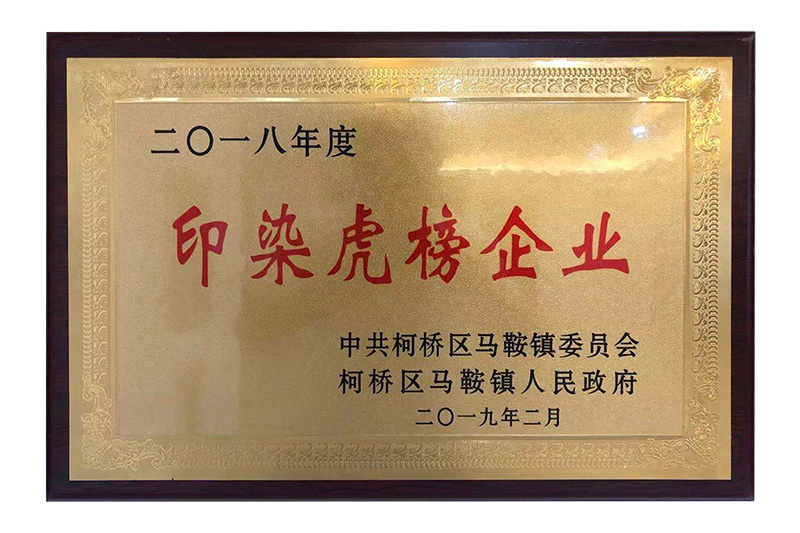 二〇一八年度
印染虎榜企业
中共柯桥区马鞍镇委员会
柯桥区马鞍镇人民政府
二〇一九年二月